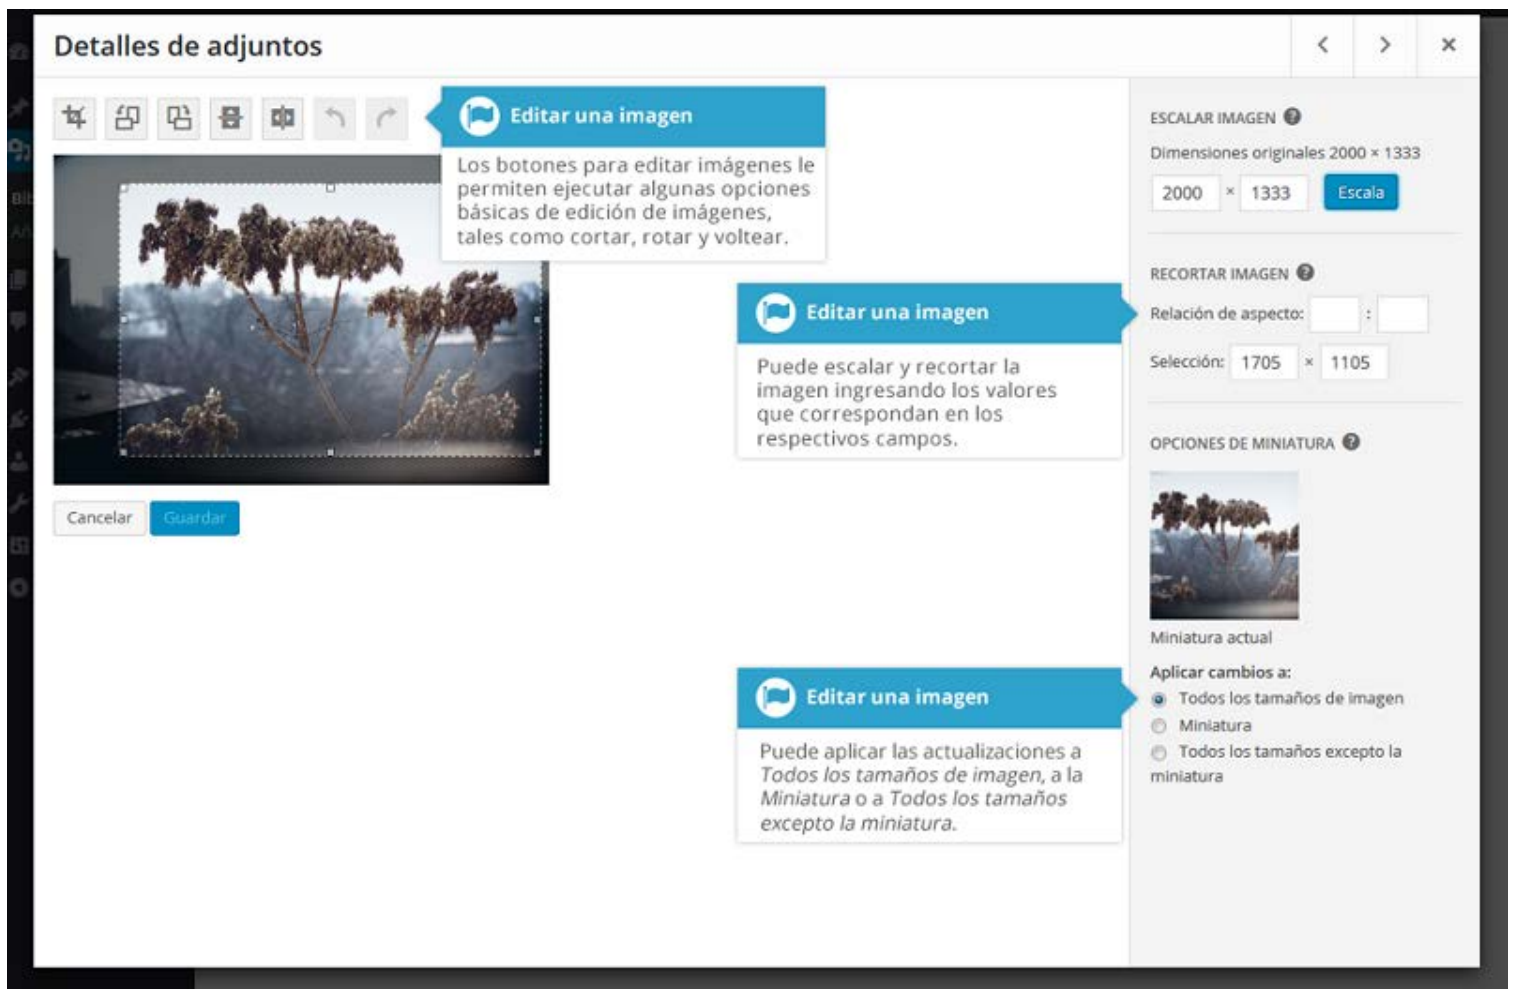 Detalles de adjuntos
Editar una imagen
Los botones para editar imágenes le
permiten ejecutar algunas opciones
básicas de edición de imágenes,
tales como cortar, rotar y voltear.
Cancelar
Guardar
Editar una imagen
Puede escalar y recortar la
imagen ingresando los valores
que correspondan en los
respectivos campos.
Editar una imagen
Puede aplicar las actualizaciones a
Todos los tamaños de imagen, a la
Miniatura o a Todos los tamaños
excepto la miniatura.
ESCALAR IMAGEN
Dimensiones originales 2000 × 1333
2000 × 1333 Escala
RECORTAR IMAGEN
Relación de aspecto: :
Selección: 1705 × 1105
OPCIONES DE MINIATURA
Miniatura actual
Aplicar cambios a:
Todos los tamaños de imagen
Miniatura
Todos los tamaños excepto la
miniatura